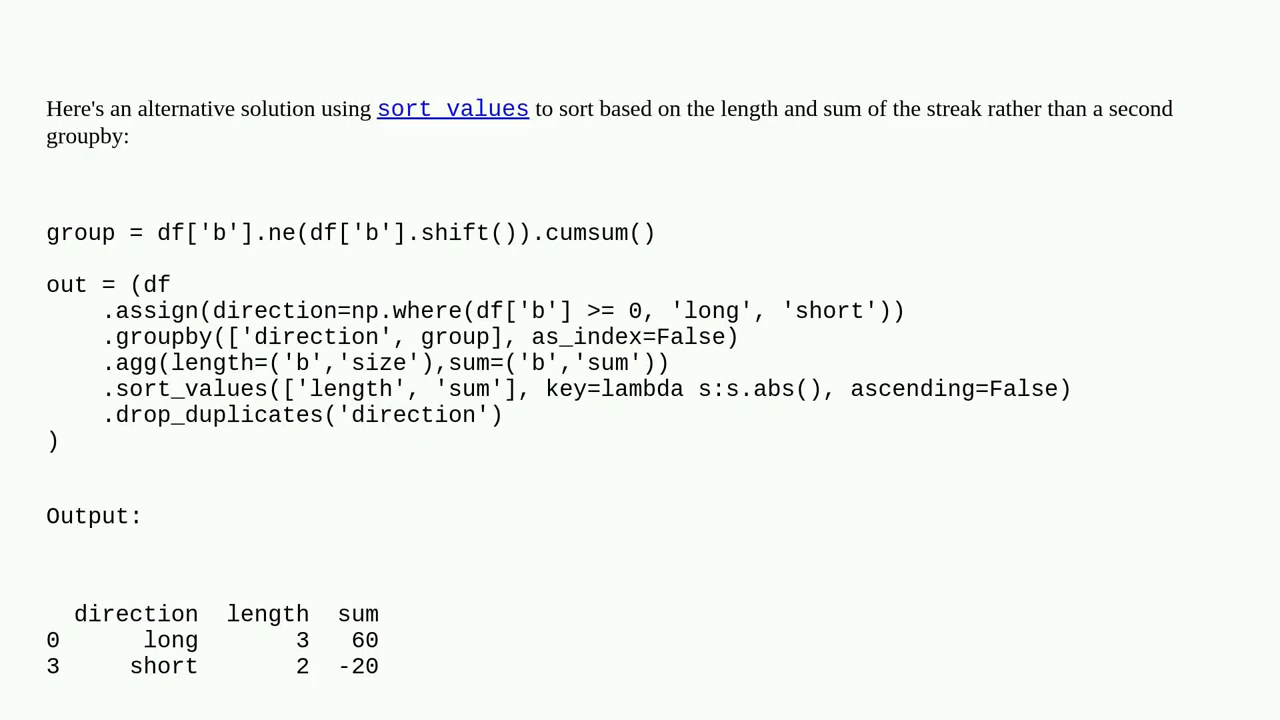 Here's an alternative solution using sort_values to sort based on the length and sum of the streak rather than a second
groupby:
group = df['b'].ne(df['b'].shift()).cumsum()
out = (df
    .assign(direction=np.where(df['b'] >= 0, 'long', 'short'))
    .groupby(['direction', group], as_index=False)
    .agg(length=('b','size'),sum=('b','sum'))
    .sort_values(['length', 'sum'], key=lambda s:s.abs(), ascending=False)
    .drop_duplicates('direction')
)
Output:
  direction  length  sum
0      long       3   60
3     short       2  -20